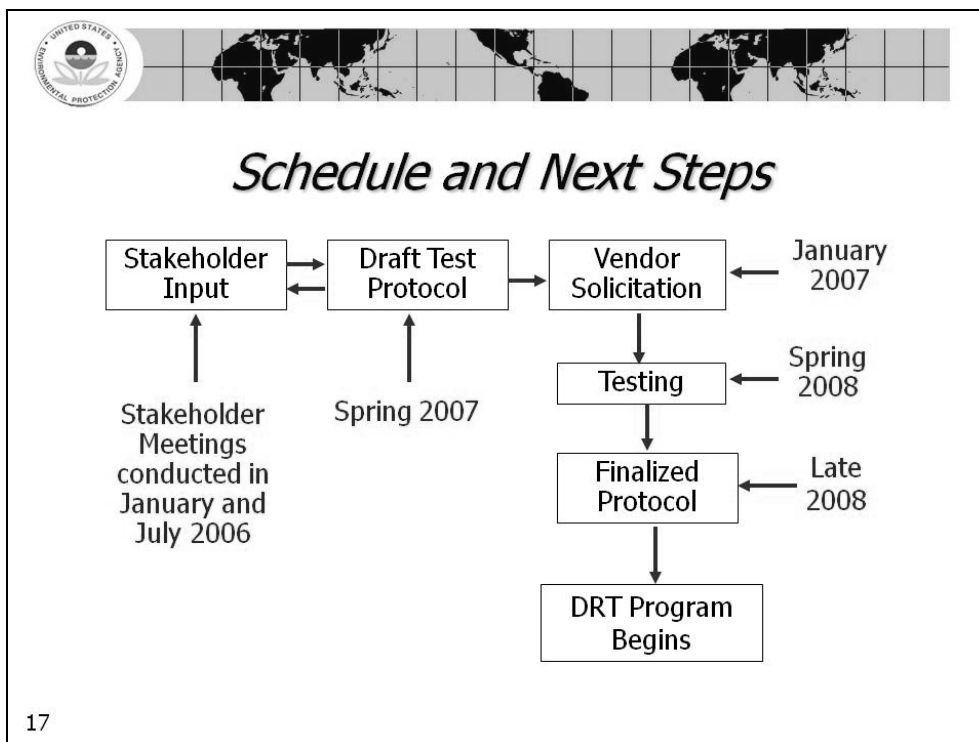 UNITED STATES
ENVIRONMENTAL PROTECTION AGENCY
Schedule and Next Steps
Stakeholder
Input
Draft Test
Protocol
Vendor
Solicitation
January
2007
Testing
Spring
2008
Stakeholder
Meetings
conducted in
January and
July 2006
Spring 2007
Finalized
Protocol
Late
2008
DRT Program
Begins
17